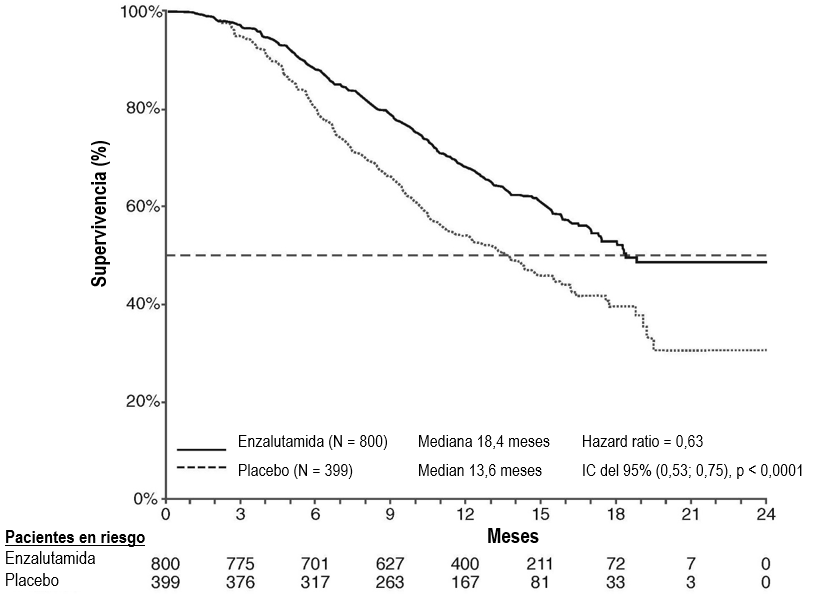 100%
80%
60%
40%
20%
0%
Supervivencia (%)
Enzalutamida (N = 800) Mediana 18,4 meses Hazard ratio = 0,63
Placebo (N = 399) Median 13,6 meses IC del 95% (0,53; 0,75), p < 0,0001
0 3 6 9 12 15 18 21 24
Meses
Pacientes en riesgo
Enzalutamida 800 775 701 627 400 211 72 7 0
Placebo 399 376 317 263 167 81 33 3 0